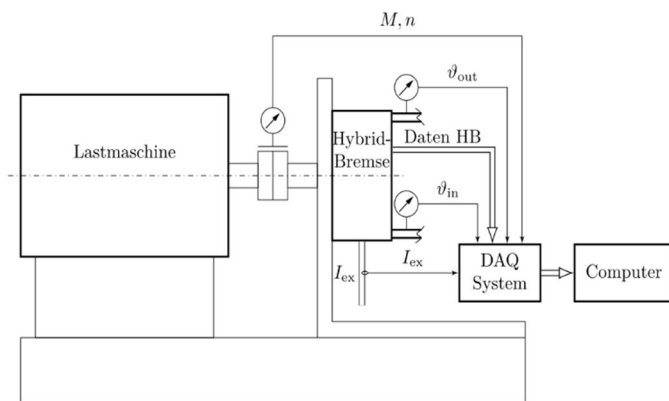 M, n
ϑout
Lastmaschine
Hybrid-
Bremse
Daten HB
ϑin
Iex
Iex
DAQ
System
Computer